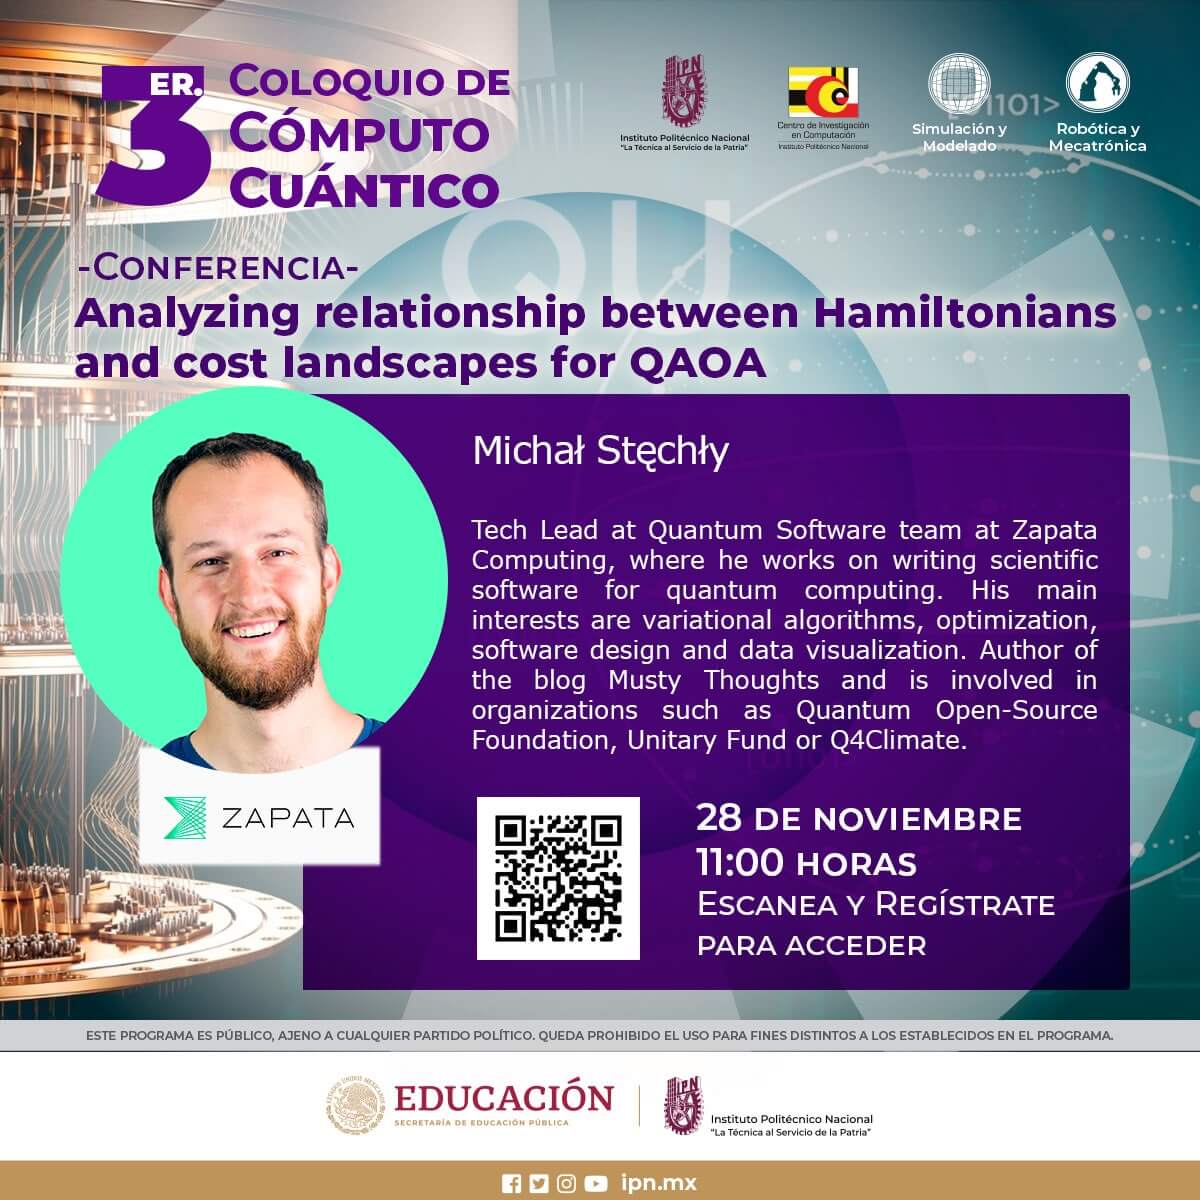 3ER. COLOQUIO DE
CÓMPUTO
CUÁNTICO
Instituto Politécnico Nacional
"La Técnica al Servicio de la Patria"
Centro de Investigación
en Computación
Instituto Politécnico Nacional
Simulación y
Modelado
Robótica y
Mecatrónica
1101>
QU
-CONFERENCIA-
Analyzing relationship between Hamiltonians
and cost landscapes for QAOA
Michał Stęchły
Tech Lead at Quantum Software team at Zapata
Computing, where he works on writing scientific
software for quantum computing. His main
interests are variational algorithms, optimization,
software design and data visualization. Author of
the blog Musty Thoughts and is involved in
organizations such as Quantum Open-Source
Foundation, Unitary Fund or Q4Climate.
ZAPATA
28 DE NOVIEMBRE
11:00 HORAS
ESCANEA Y REGÍSTRATE
PARA ACCEDER
ESTE PROGRAMA ES PÚBLICO, AJENO A CUALQUIER PARTIDO POLÍTICO. QUEDA PROHIBIDO EL USO PARA FINES DISTINTOS A LOS ESTABLECIDOS EN EL PROGRAMA.
EDUCACIÓN
SECRETARÍA DE EDUCACIÓN PÚBLICA
IPN
Instituto Politécnico Nacional
"La Técnica al Servicio de la Patria"
ipn.mx